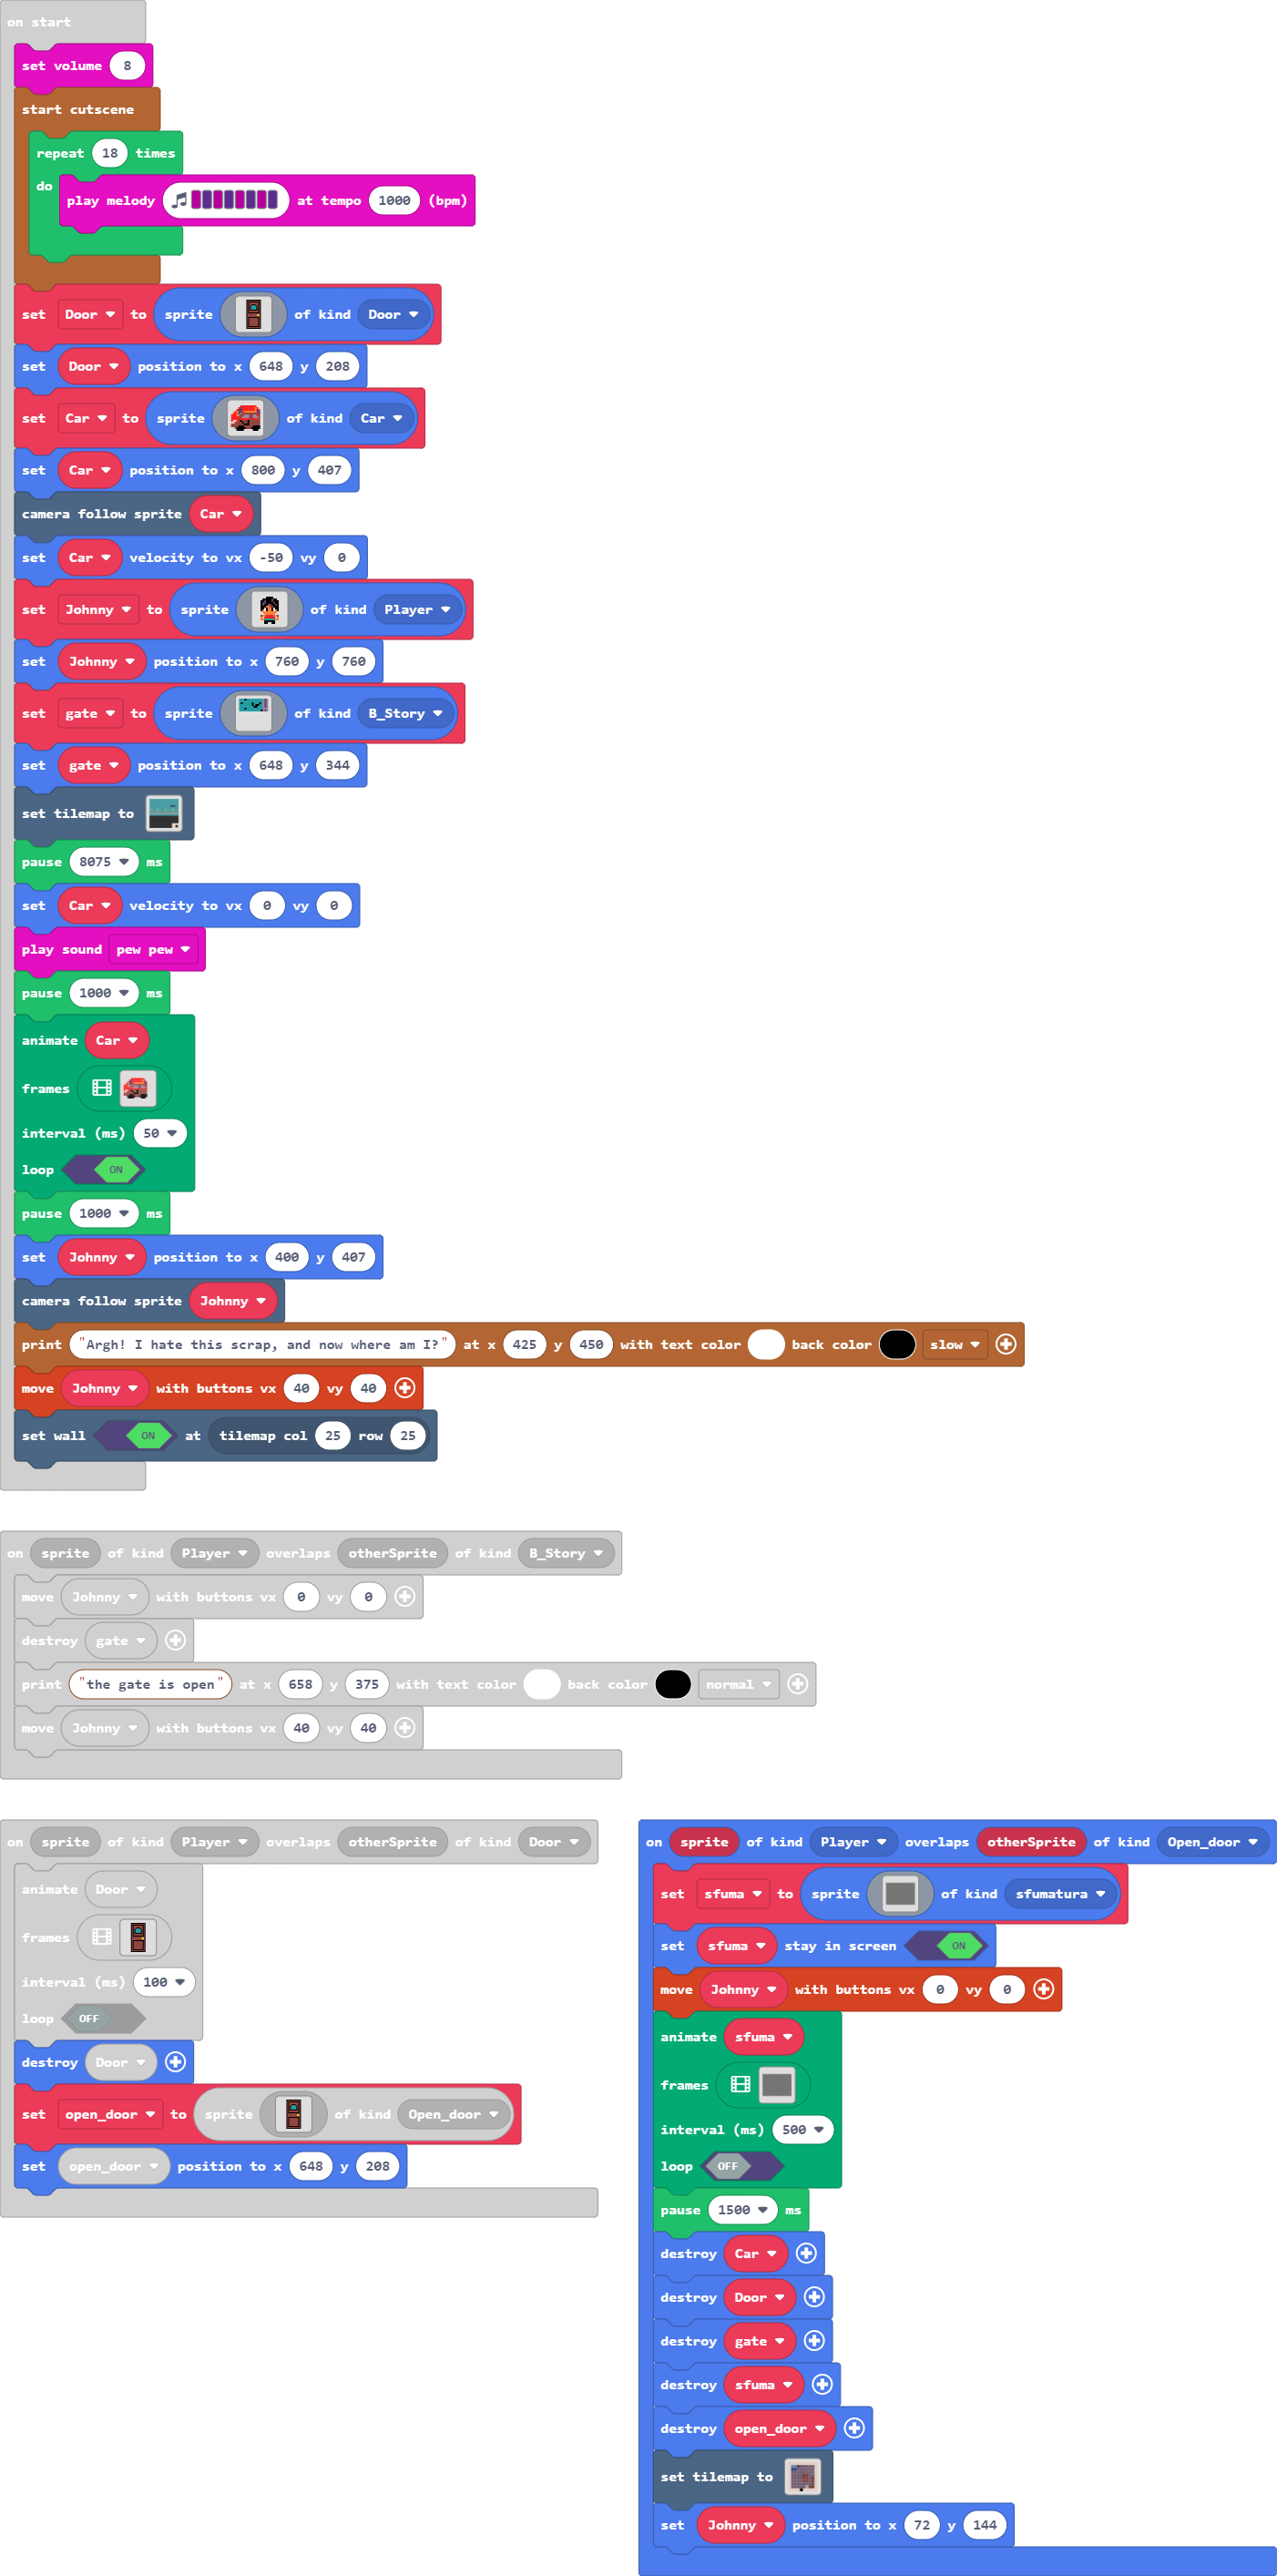 on start
set volume 8
start cutscene
repeat 18 times
do play melody at tempo 1000 (bpm)
set Door to sprite of kind Door
set Door position to x 648 y 208
set Car to sprite of kind Car
set Car position to x 800 y 407
camera follow sprite Car
set Car velocity to vx -50 vy 0
set Johnny to sprite of kind Player
set Johnny position to x 760 y 760
set gate to sprite of kind B_Story
set gate position to x 648 y 344
set tilemap to
pause 8075 ms
set Car velocity to vx 0 vy 0
play sound pew pew
pause 1000 ms
animate Car
frames
interval (ms) 50
loop ON
pause 1000 ms
set Johnny position to x 400 y 407
camera follow sprite Johnny
print "Argh! I hate this scrap, and now where am I?" at x 425 y 450 with text color back color slow
move Johnny with buttons vx 40 vy 40
set wall ON at tilemap col 25 row 25
on sprite of kind Player overlaps otherSprite of kind B_Story
move Johnny with buttons vx 0 vy 0
destroy gate
print "the gate is open" at x 658 y 375 with text color back color normal
move Johnny with buttons vx 40 vy 40
on sprite of kind Player overlaps otherSprite of kind Door
animate Door
frames
interval (ms) 100
loop OFF
destroy Door
set open_door to sprite of kind Open_door
set open_door position to x 648 y 208
on sprite of kind Player overlaps otherSprite of kind Open_door
set sfuma to sprite of kind sfumatura
set sfuma stay in screen ON
move Johnny with buttons vx 0 vy 0
animate sfuma
frames
interval (ms) 500
loop OFF
pause 1500 ms
destroy Car
destroy Door
destroy gate
destroy sfuma
destroy open_door
set tilemap to
set Johnny position to x 72 y 144